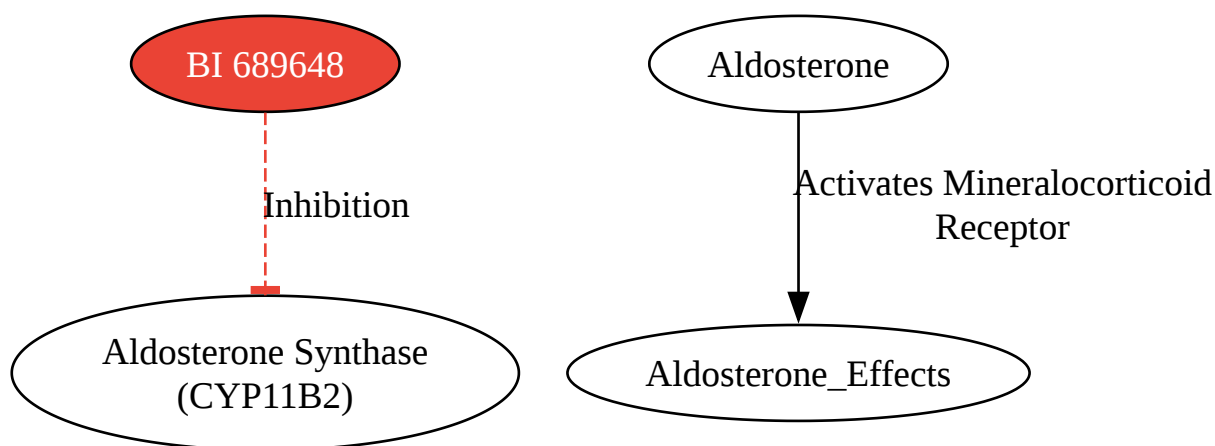 BI 689648
Aldosterone
Inhibition
Activates Mineralocorticoid
Receptor
Aldosterone Synthase
(CYP11B2)
Aldosterone_Effects